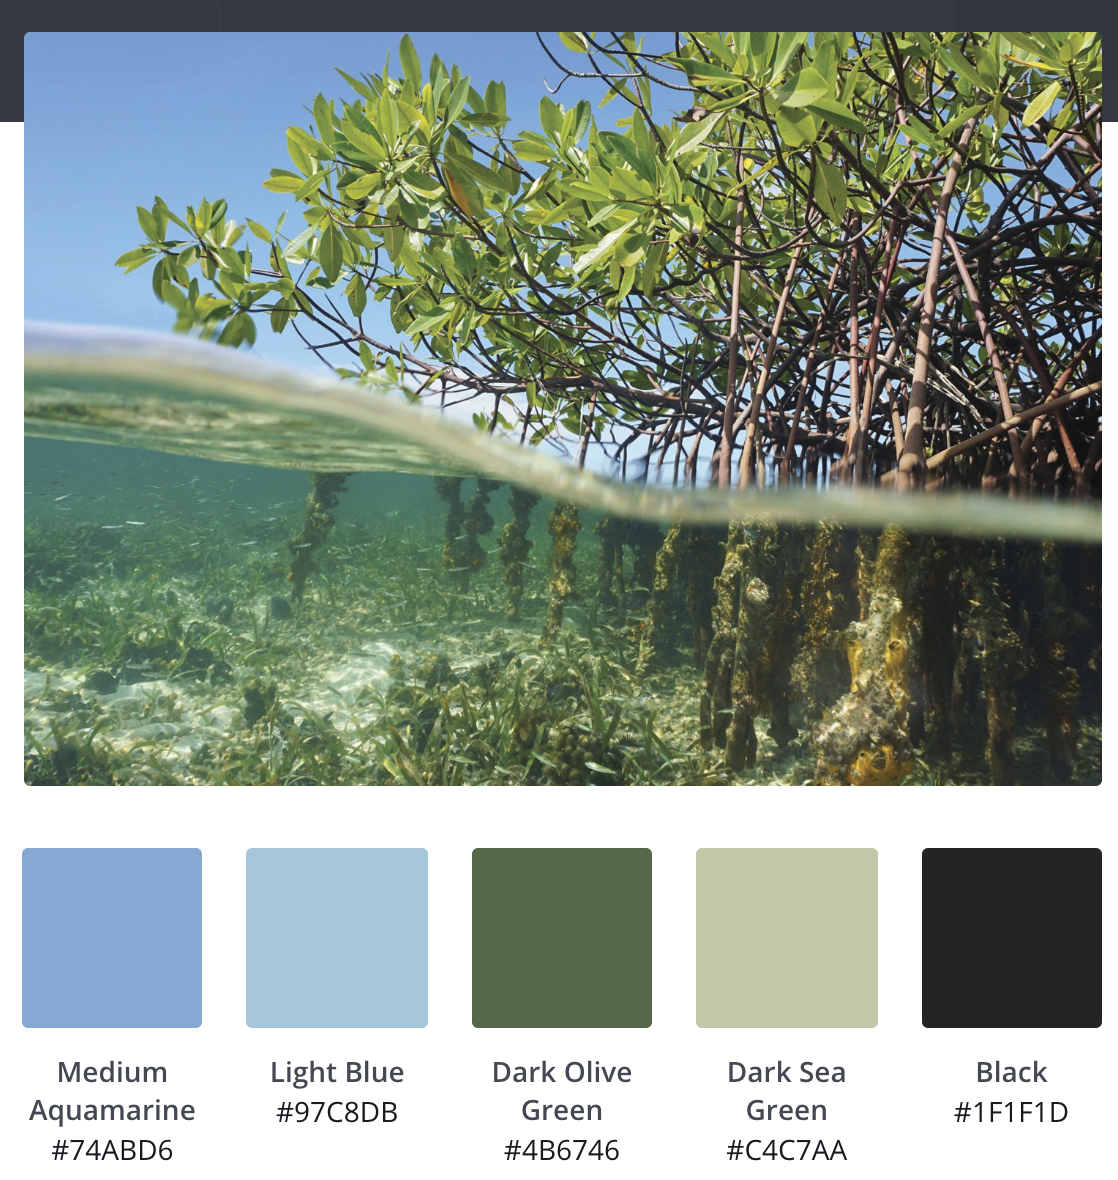 Medium
Aquamarine
#74ABD6
Light Blue
#97C8DB
Dark Olive
Green
#4B6746
Dark Sea
Green
#C4C7AA
Black
#1F1F1D